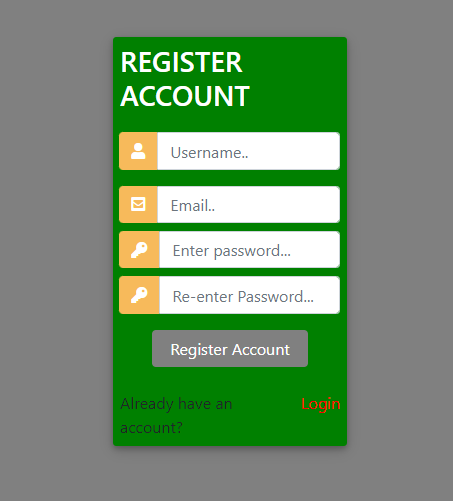 REGISTER
ACCOUNT
Username..
Email..
Enter password...
Re-enter Password...
Register Account
Already have an Login
account?